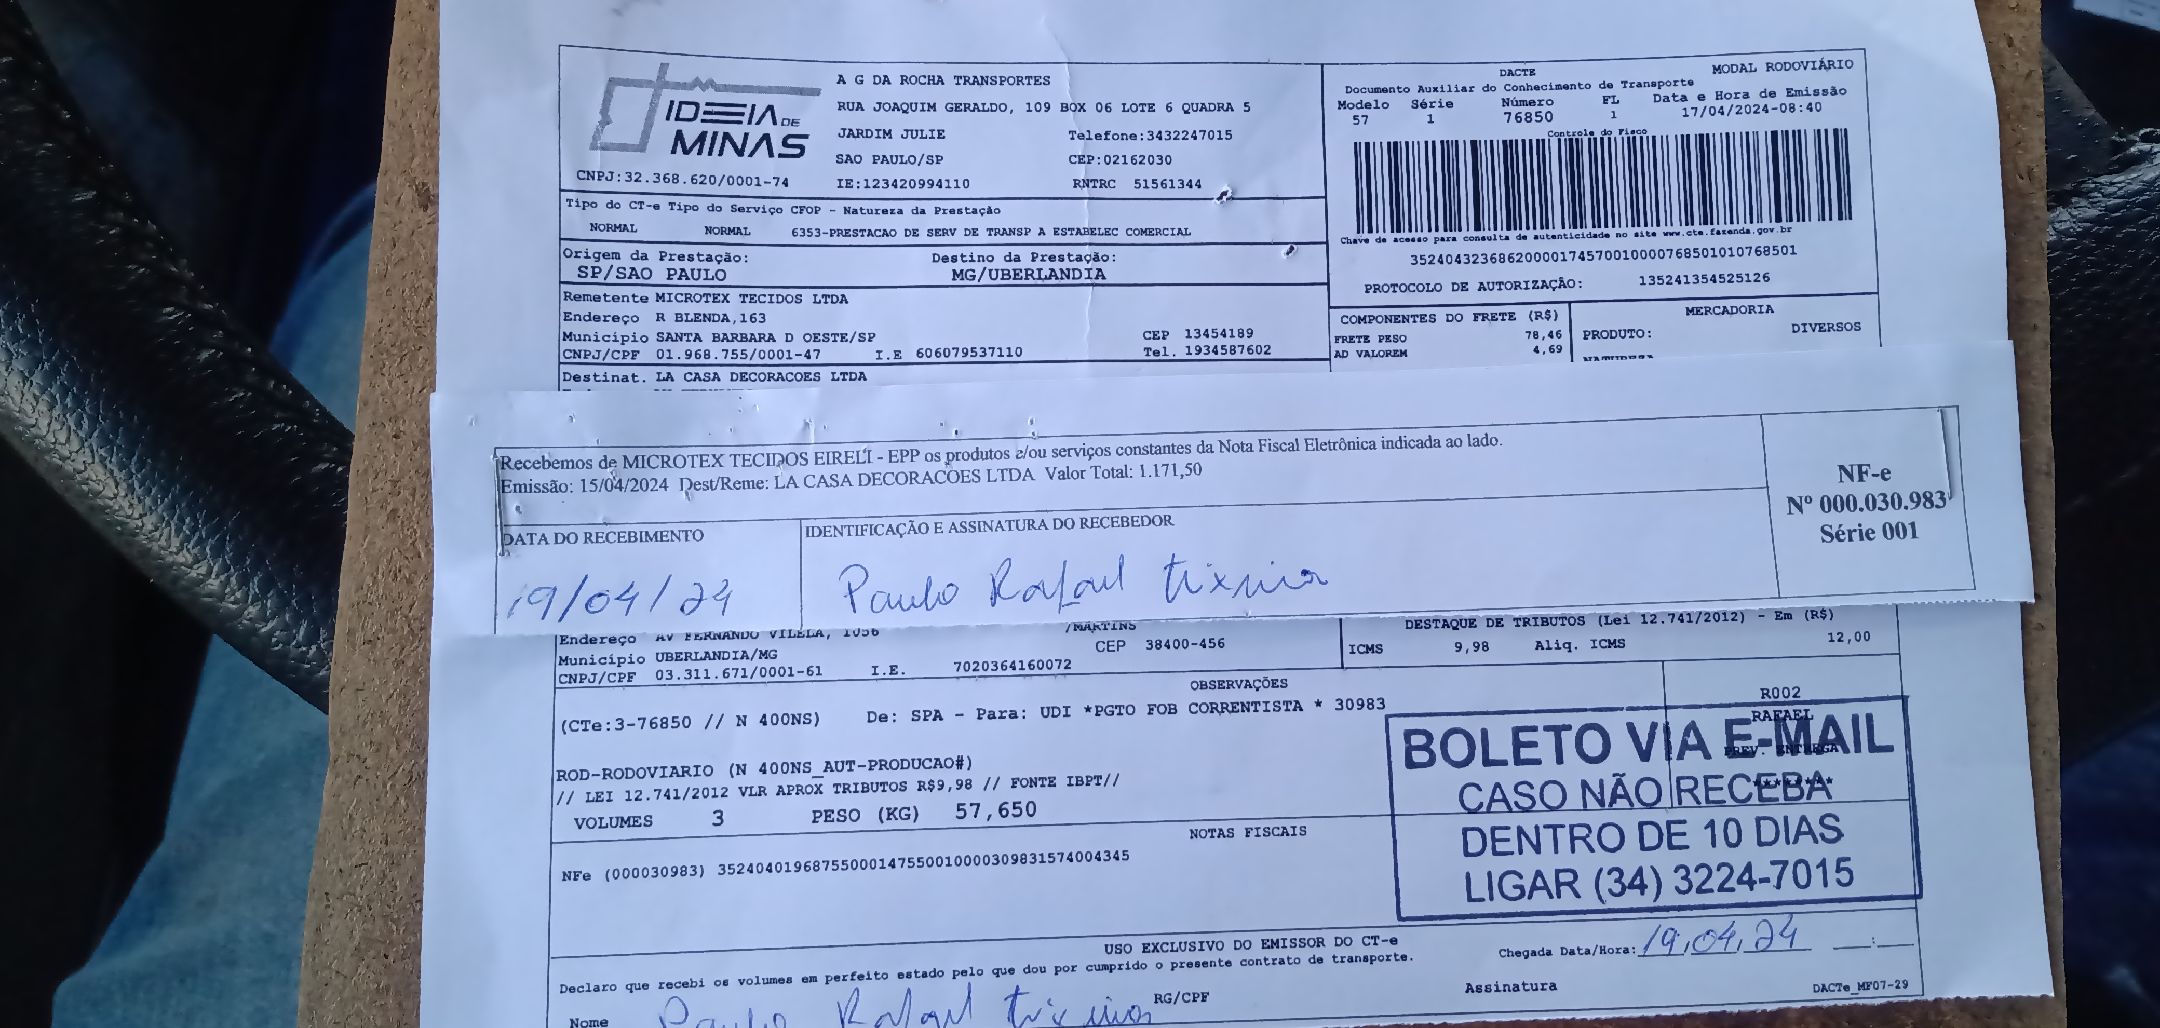 IDEIA DE
MINAS
CNPJ:32.368.620/0001-74
A G DA ROCHA TRANSPORTES
RUA JOAQUIM GERALDO, 109 BOX 06 LOTE 6 QUADRA 5
JARDIM JULIE Telefone:3432247015
SAO PAULO/SP CEP:02162030
IE:123420994110 RNTRC 51561344
DACTE MODAL RODOVIÁRIO
Documento Auxiliar do Conhecimento de Transporte
Modelo Série Número FL Data e Hora de Emissão
57 1 76850 1 17/04/2024-08:40
Controle do Fisco
Chave de acesso para consulta de autenticidade no site www.cte.fazenda.gov.br
35240432368620000174570010000768501010768501
PROTOCOLO DE AUTORIZAÇÃO: 135241354525126
Tipo do CT-e Tipo do Serviço CFOP - Natureza da Prestação
NORMAL NORMAL 6353-PRESTACAO DE SERV DE TRANSP A ESTABELEC COMERCIAL
Origem da Prestação: Destino da Prestação:
SP/SAO PAULO MG/UBERLANDIA
Remetente MICROTEX TECIDOS LTDA
Endereço R BLENDA,163
Município SANTA BARBARA D OESTE/SP CEP 13454189
CNPJ/CPF 01.968.755/0001-47 I.E 606079537110 Tel. 1934587602
Destinat. LA CASA DECORACOES LTDA
COMPONENTES DO FRETE (R$) MERCADORIA
FRETE PESO 78,46 PRODUTO: DIVERSOS
AD VALOREM 4,69
Recebemos de MICROTEX TECIDOS EIRELI - EPP os produtos e/ou serviços constantes da Nota Fiscal Eletrônica indicada ao lado.
Emissão: 15/04/2024 Dest/Reme: LA CASA DECORACOES LTDA Valor Total: 1.171,50
NF-e
Nº 000.030.983
Série 001
DATA DO RECEBIMENTO IDENTIFICAÇÃO E ASSINATURA DO RECEBEDOR
19/04/24 Paulo Rafael Tixeira
Endereço AV FERNANDO VILELA, 1056 /MARTINS
Município UBERLANDIA/MG CEP 38400-456
CNPJ/CPF 03.311.671/0001-61 I.E. 7020364160072
DESTAQUE DE TRIBUTOS (Lei 12.741/2012) - Em (R$)
ICMS 9,98 Aliq. ICMS 12,00
OBSERVAÇÕES
(CTe:3-76850 // N 400NS) De: SPA - Para: UDI *PGTO FOB CORRENTISTA * 30983
ROD-RODOVIARIO (N 400NS_AUT-PRODUCAO#)
// LEI 12.741/2012 VLR APROX TRIBUTOS R$9,98 // FONTE IBPT//
VOLUMES 3 PESO (KG) 57,650
R002
RAFAEL
PREV. ENTREGA
BOLETO VIA E-MAIL
CASO NÃO RECEBA
DENTRO DE 10 DIAS
LIGAR (34) 3224-7015
NOTAS FISCAIS
NFe (000030983) 35240401968755000147550010000309831574004345
USO EXCLUSIVO DO EMISSOR DO CT-e
Declaro que recebi os volumes em perfeito estado pelo que dou por cumprido o presente contrato de transporte.
Chegada Data/Hora: 19,04,24 __:__
Nome Paulo Rafael Tixeira RG/CPF Assinatura DACTe_MF07-29